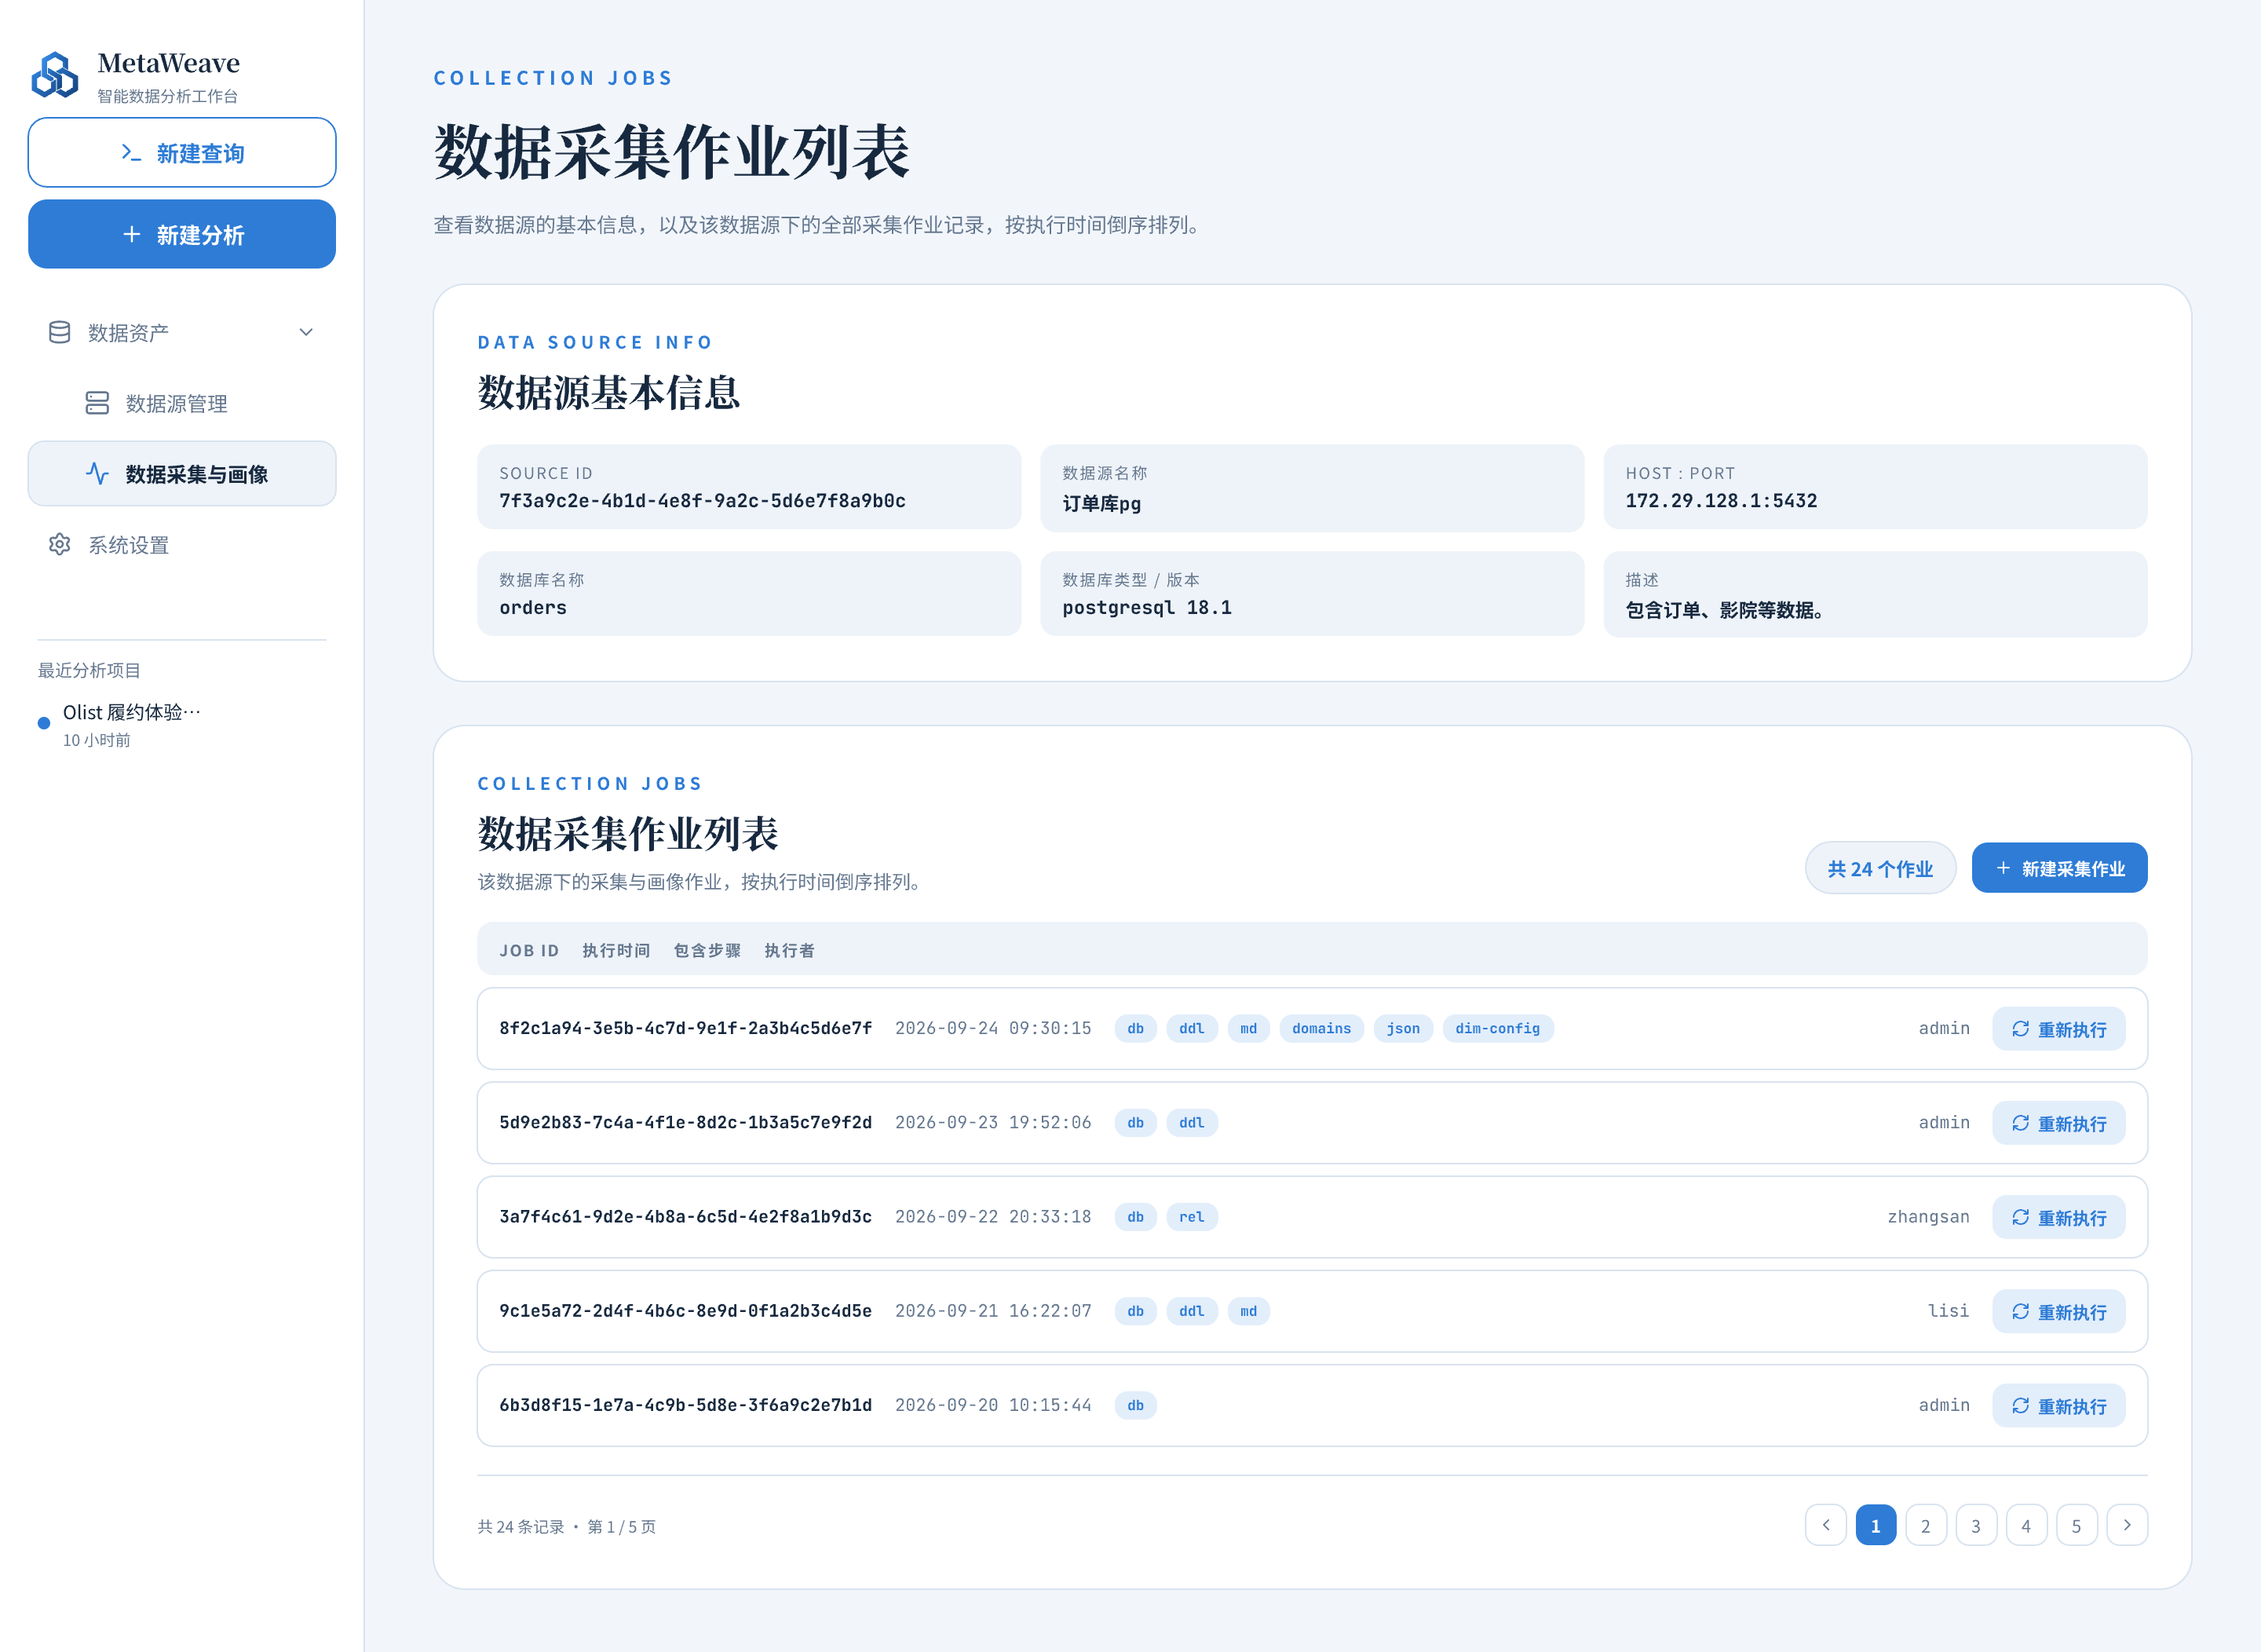 MetaWeave
智能数据分析工作台
新建查询
新建分析
数据资产
数据源管理
数据采集与画像
系统设置
最近分析项目
Olist 履约体验…
10 小时前
COLLECTION JOBS
数据采集作业列表
查看数据源的基本信息，以及该数据源下的全部采集作业记录，按执行时间倒序排列。
DATA SOURCE INFO
数据源基本信息
SOURCE ID
7f3a9c2e-4b1d-4e8f-9a2c-5d6e7f8a9b0c
数据源名称
订单库pg
HOST : PORT
172.29.128.1:5432
数据库名称
orders
数据库类型 / 版本
postgresql 18.1
描述
包含订单、影院等数据。
COLLECTION JOBS
数据采集作业列表
该数据源下的采集与画像作业，按执行时间倒序排列。
共 24 个作业
新建采集作业
JOB ID 执行时间 包含步骤 执行者
8f2c1a94-3e5b-4c7d-9e1f-2a3b4c5d6e7f 2026-09-24 09:30:15 db ddl md domains json dim-config admin 重新执行
5d9e2b83-7c4a-4f1e-8d2c-1b3a5c7e9f2d 2026-09-23 19:52:06 db ddl admin 重新执行
3a7f4c61-9d2e-4b8a-6c5d-4e2f8a1b9d3c 2026-09-22 20:33:18 db rel zhangsan 重新执行
9c1e5a72-2d4f-4b6c-8e9d-0f1a2b3c4d5e 2026-09-21 16:22:07 db ddl md lisi 重新执行
6b3d8f15-1e7a-4c9b-5d8e-3f6a9c2e7b1d 2026-09-20 10:15:44 db admin 重新执行
共 24 条记录 · 第 1 / 5 页
1 2 3 4 5